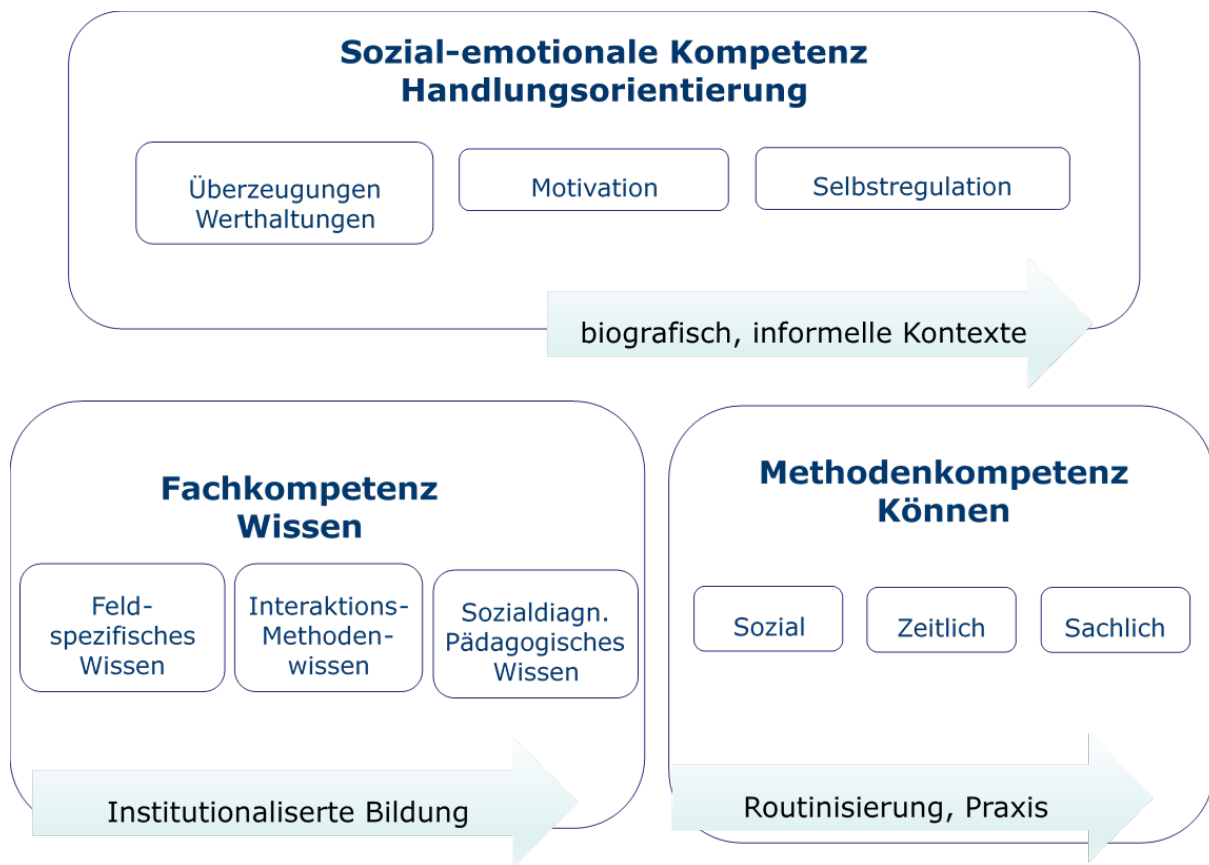 Sozial-emotionale Kompetenz
Handlungsorientierung
Überzeugungen
Werthaltungen
Motivation
Selbstregulation
biografisch, informelle Kontexte
Fachkompetenz
Wissen
Feld-
spezifisches
Wissen
Interaktions-
Methoden-
wissen
Sozialdiagn.
Pädagogisches
Wissen
Institutionaliserte Bildung
Methodenkompetenz
Können
Sozial
Zeitlich
Sachlich
Routinisierung, Praxis